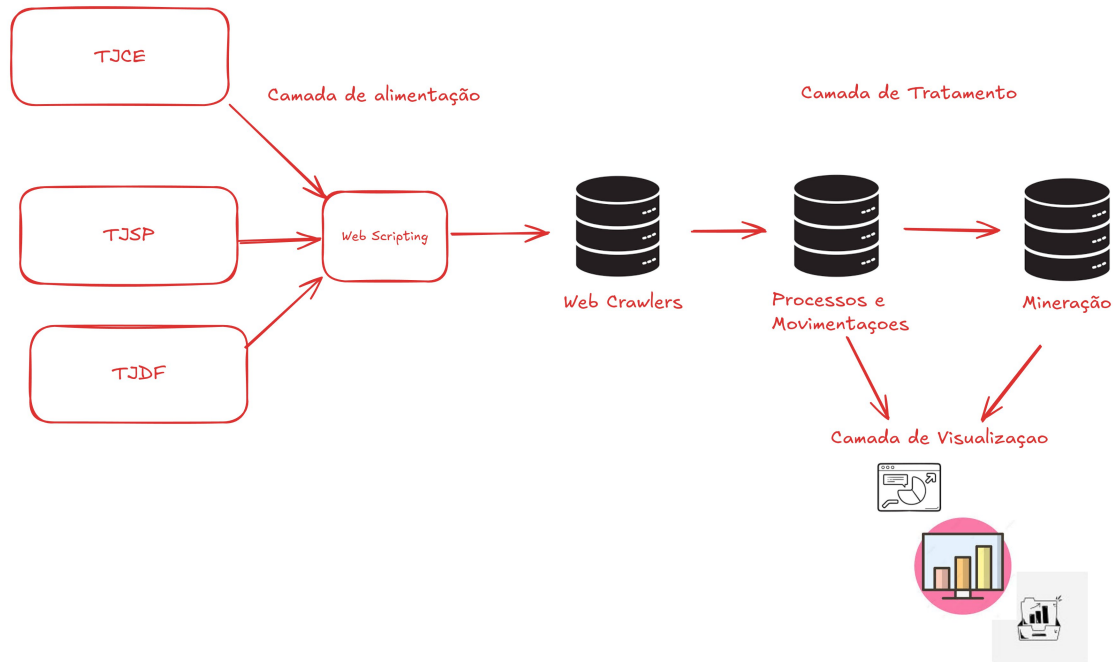 TJCE
Camada de alimentação
Camada de Tratamento
TJSP
Web Scripting
Web Crawlers
Processos e
Movimentaçoes
Mineração
TJDF
Camada de Visualizaçao